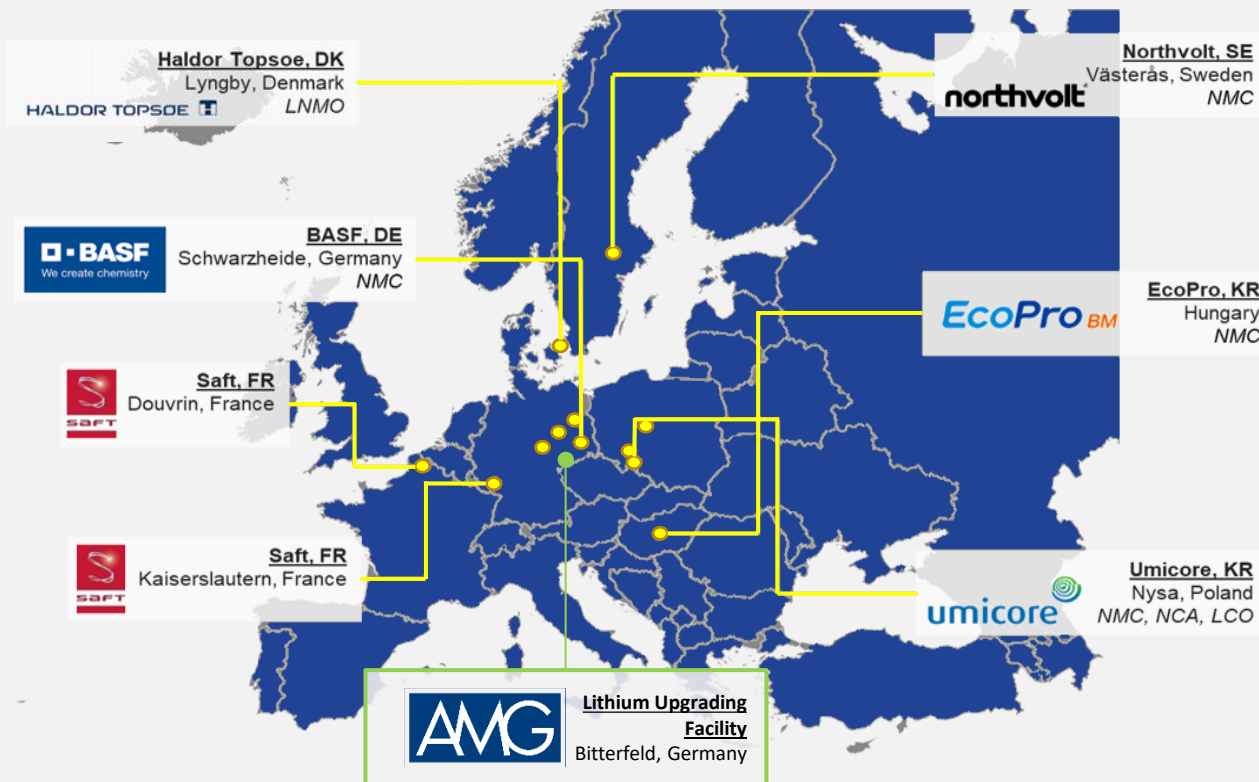 Haldor Topsoe, DK
Lyngby, Denmark
LNMO
HALDOR TOPSOE
Northvolt, SE
Västerås, Sweden
NMC
northvolt
BASF, DE
Schwarzheide, Germany
NMC
BASF
We create chemistry
EcoPro, KR
Hungary
NMC
EcoPro BM
Saft, FR
Douvrin, France
SAFT
Saft, FR
Kaiserslautern, France
SAFT
Umicore, KR
Nysa, Poland
NMC, NCA, LCO
umicore
AMG
Lithium Upgrading
Facility
Bitterfeld, Germany